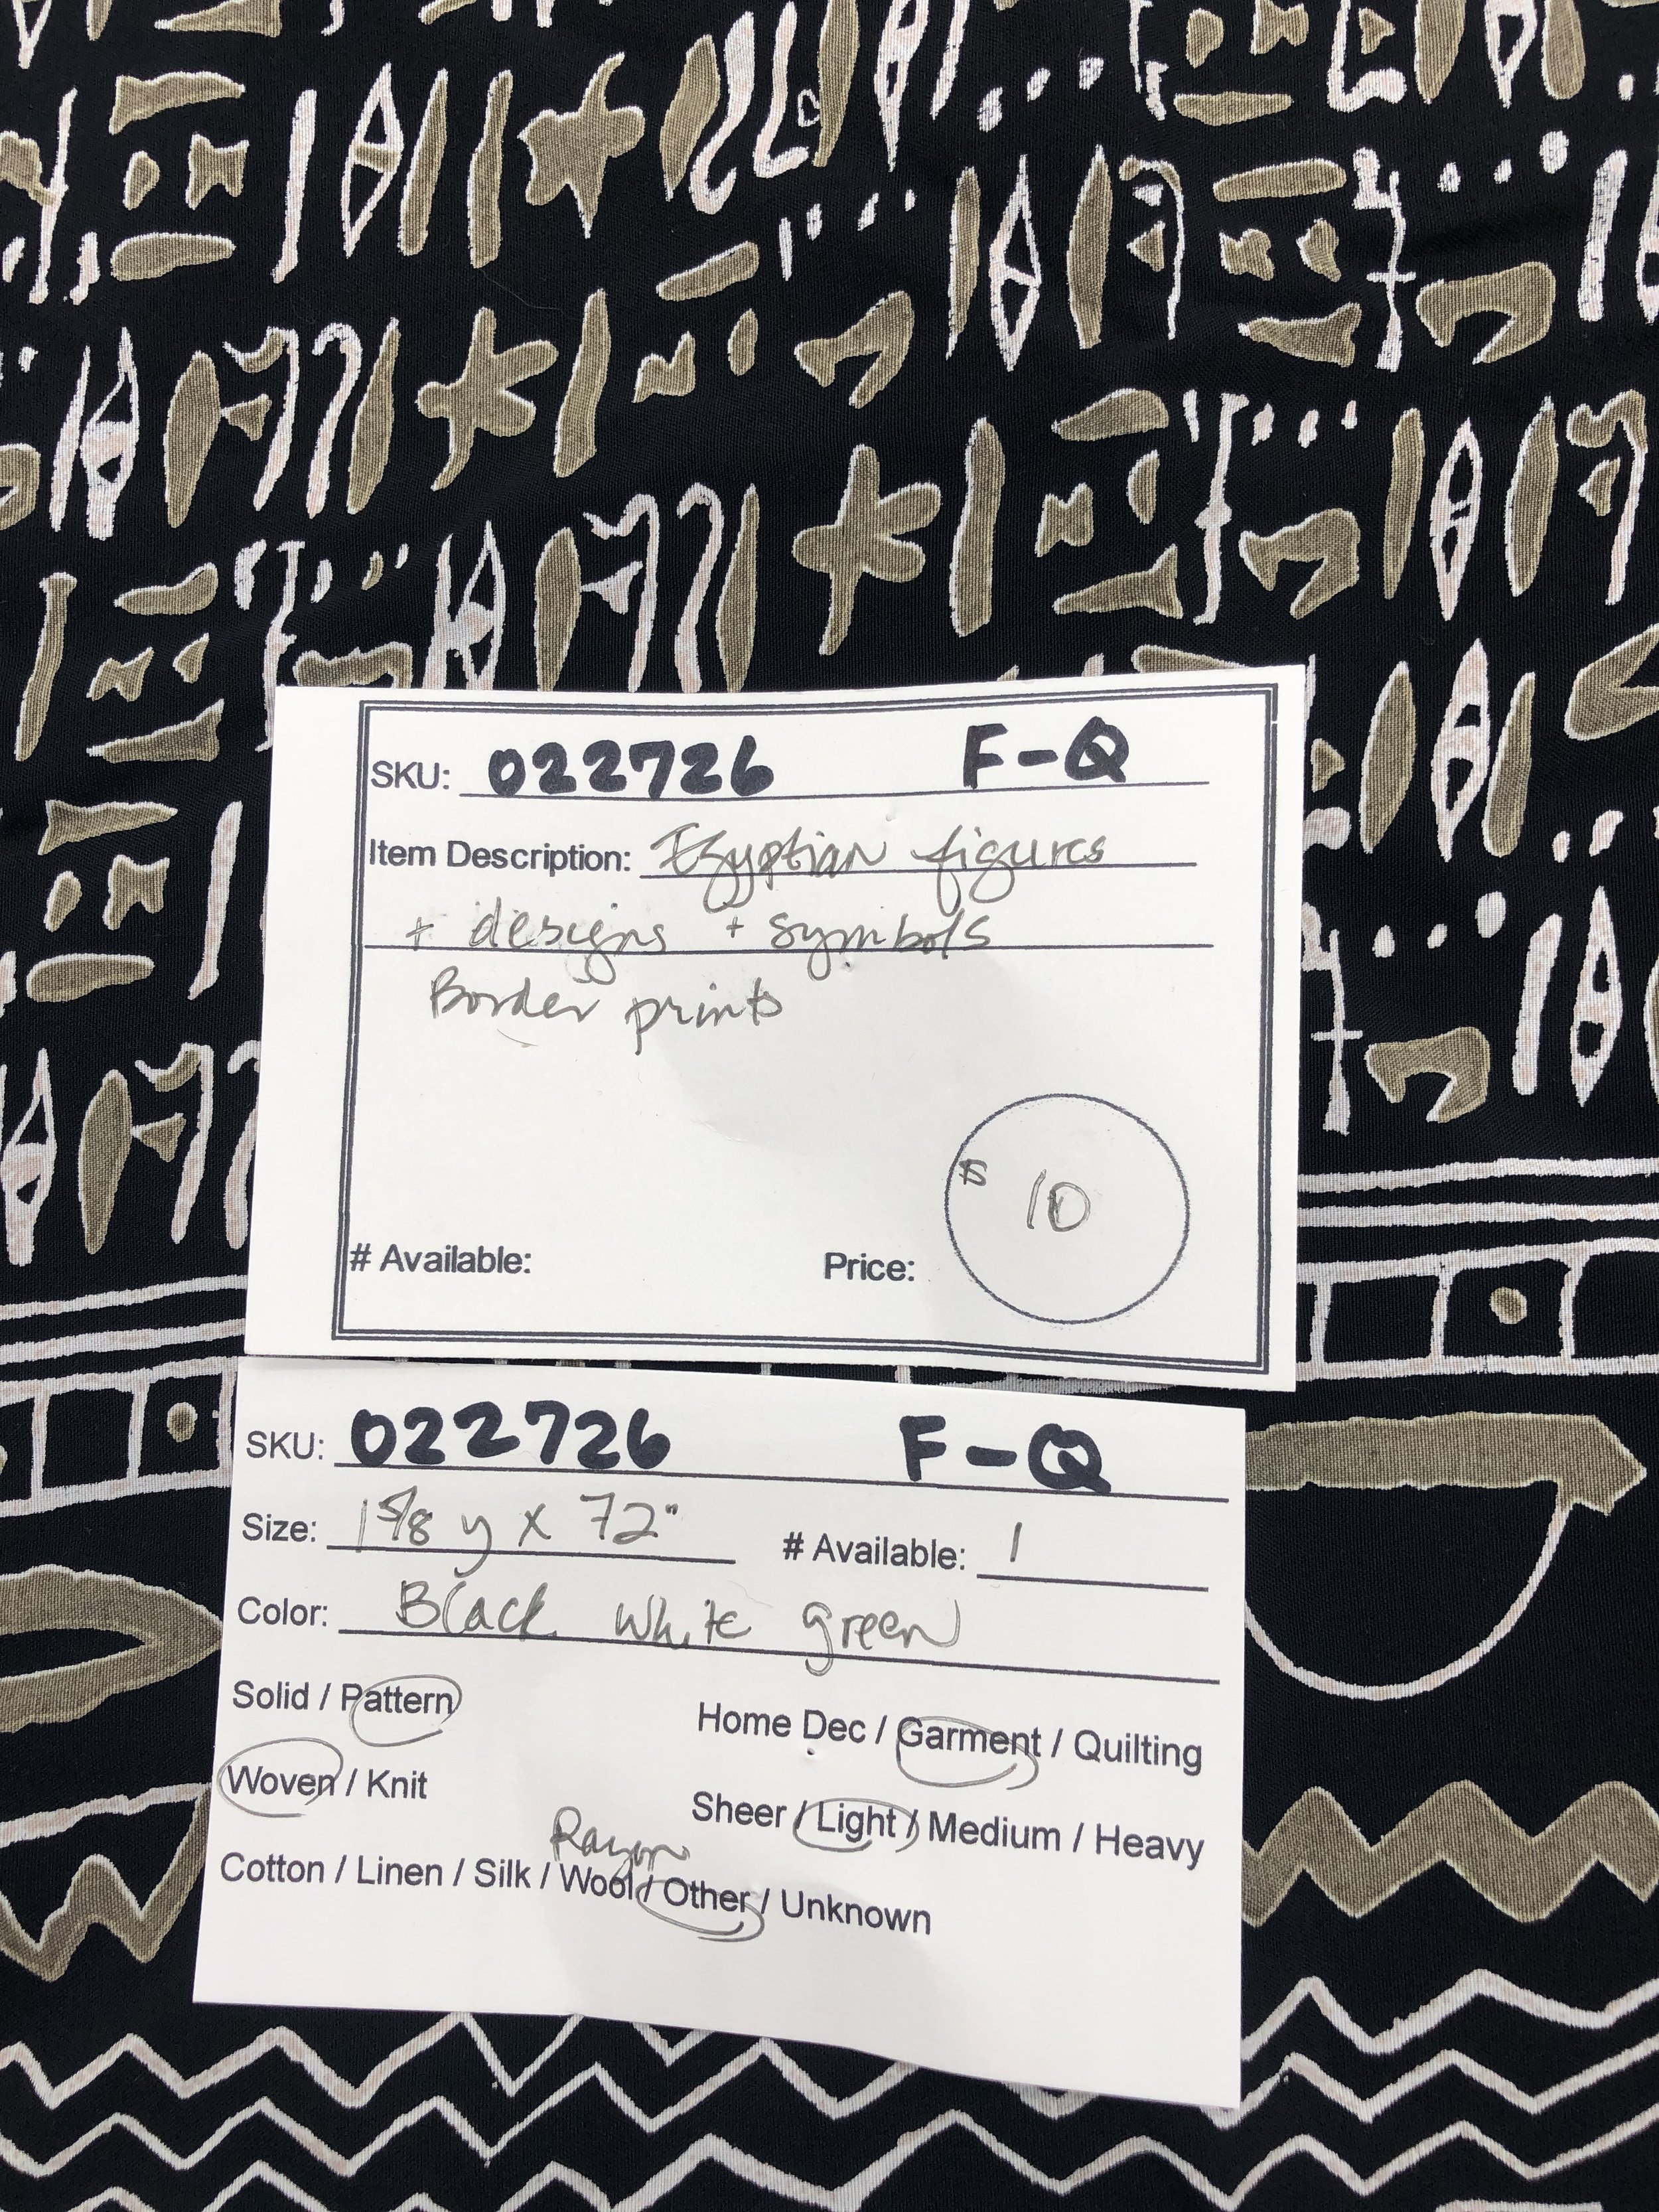 SKU: 022726 F-Q
Item Description: Egyptian figures
+ designs + symbols
Border prints
# Available: Price: $ 10
SKU: 022726 F-Q
Size: 1 5/8 y x 72" # Available: 1
Color: Black white green
Solid / Pattern Home Dec / Garment / Quilting
Woven / Knit Sheer / Light / Medium / Heavy
Rayon
Cotton / Linen / Silk / Wool / Other / Unknown